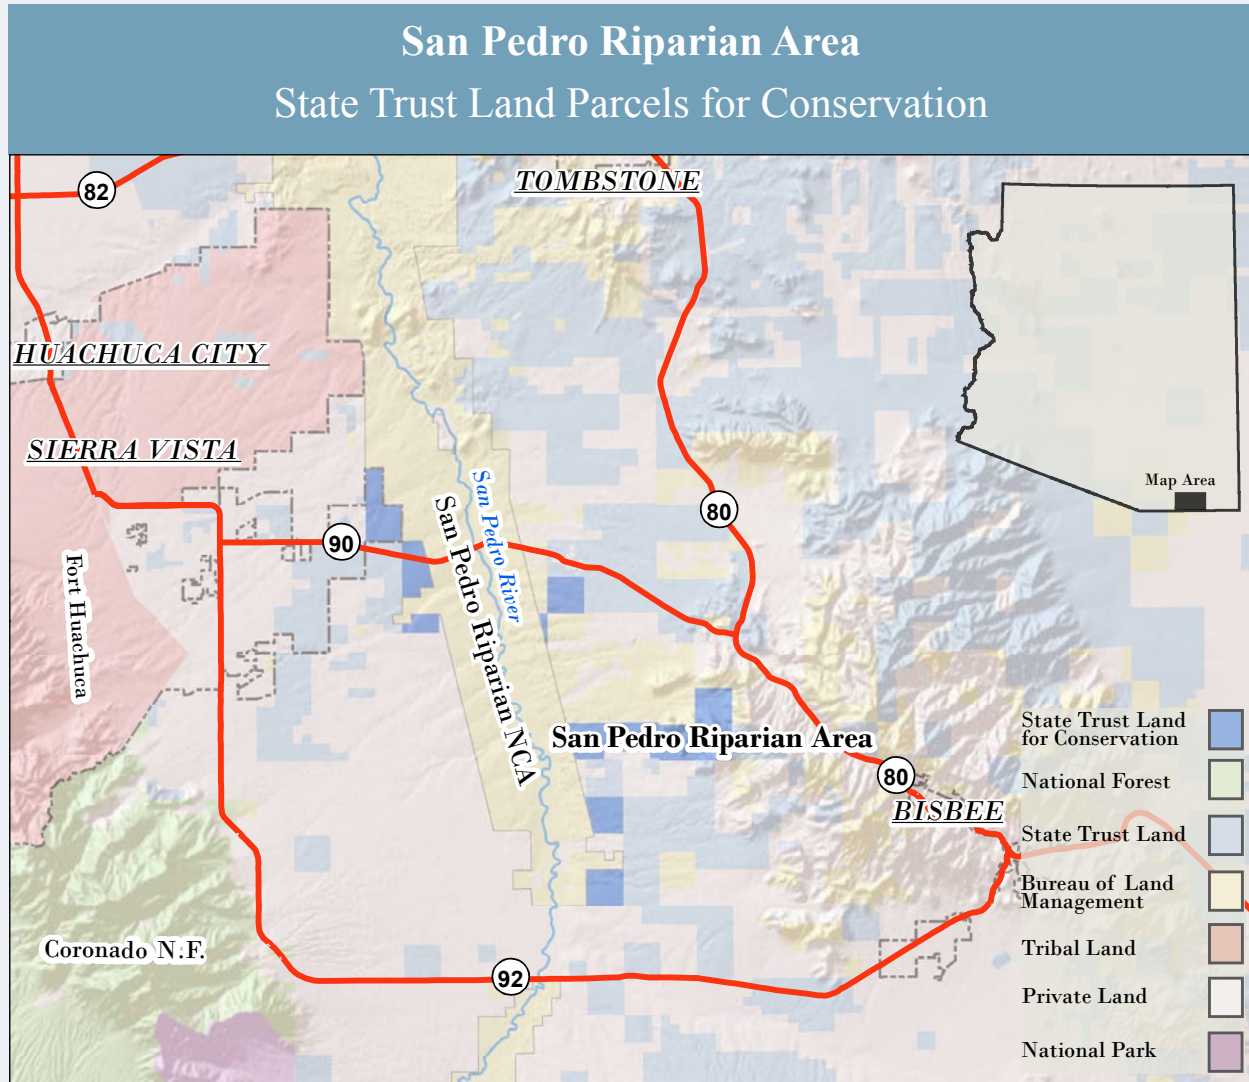 San Pedro Riparian Area
State Trust Land Parcels for Conservation
82
TOMBSTONE
HUACHUCA CITY
SIERRA VISTA
Map Area
80
90
San Pedro River
San Pedro Riparian NCA
Fort Huachuca
San Pedro Riparian Area
80
BISBEE
Coronado N.F.
92
State Trust Land
for Conservation
National Forest
State Trust Land
Bureau of Land
Management
Tribal Land
Private Land
National Park